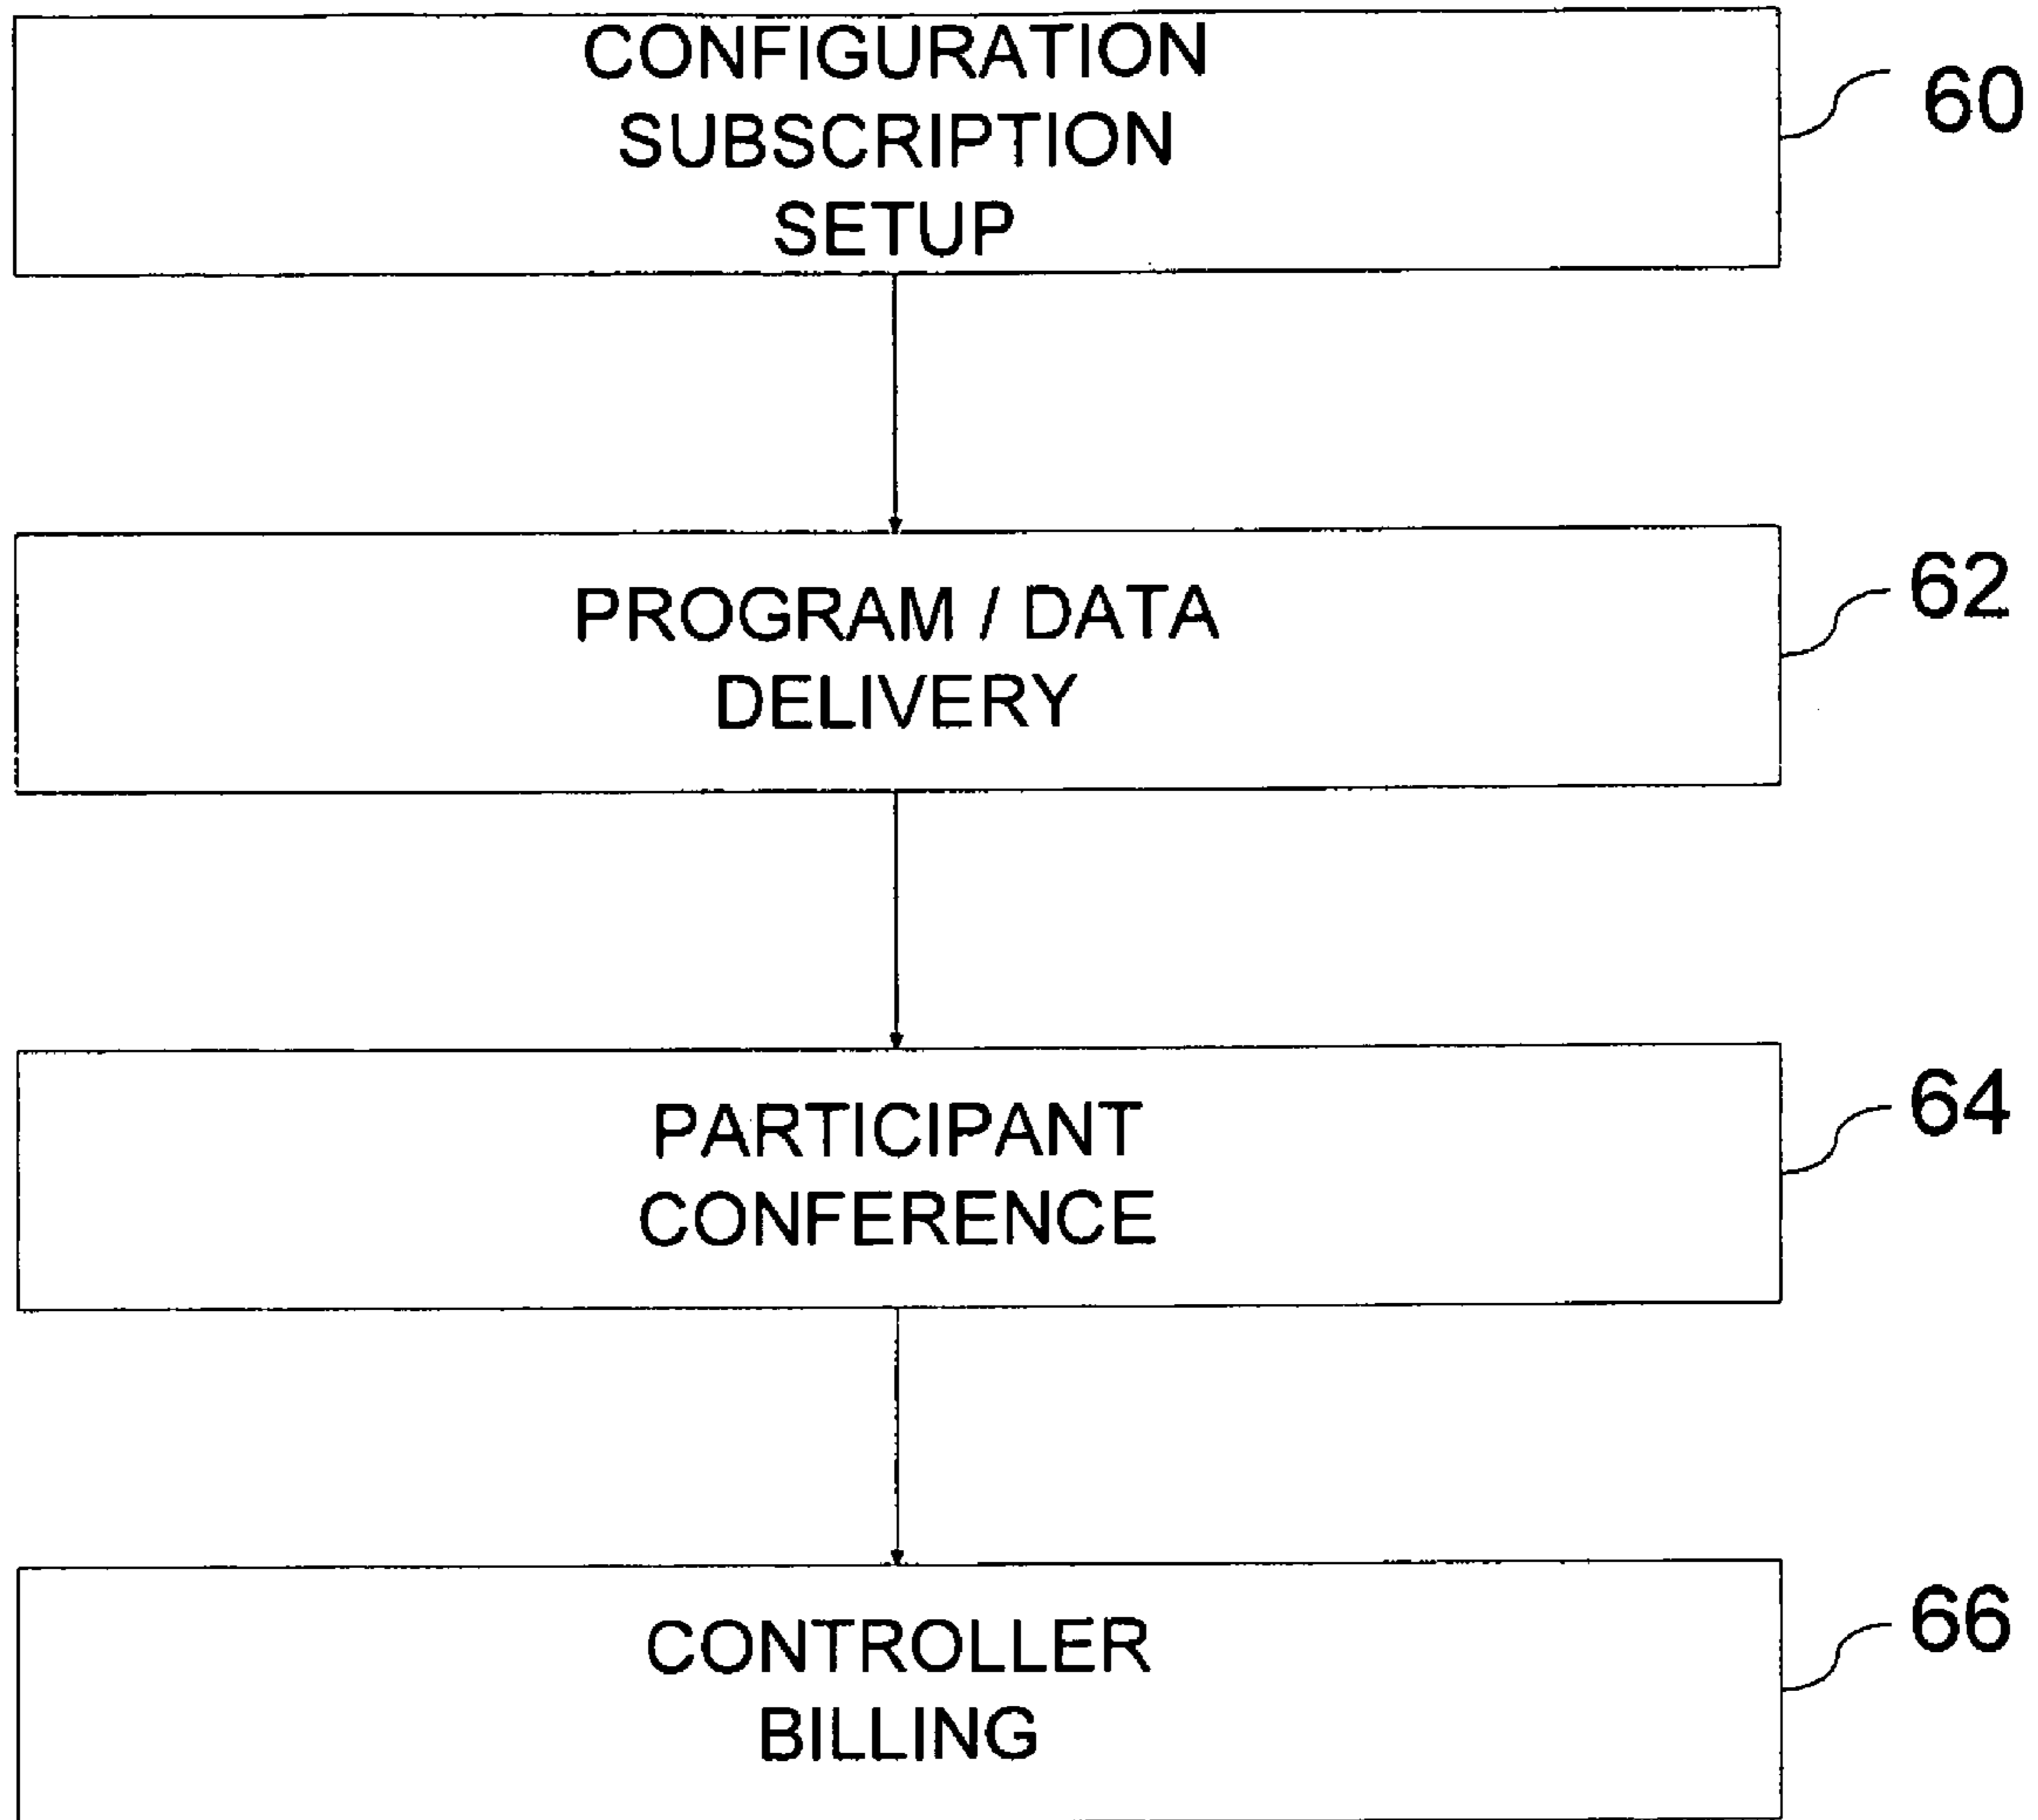 CONFIGURATION
SUBSCRIPTION
SETUP
60
PROGRAM / DATA
DELIVERY
62
PARTICIPANT
CONFERENCE
64
CONTROLLER
BILLING
66